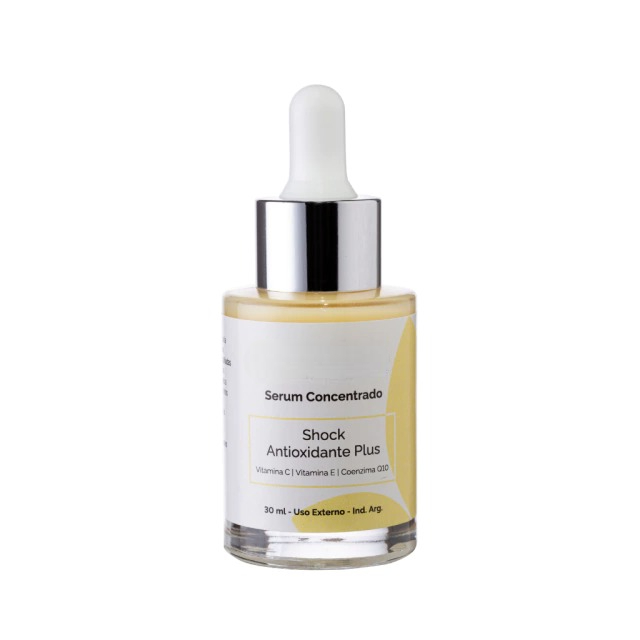 Serum Concentrado
Shock
Antioxidante Plus
Vitamina C | Vitamina E | Coenzima Q10
30 ml - Uso Externo - Ind. Arg.